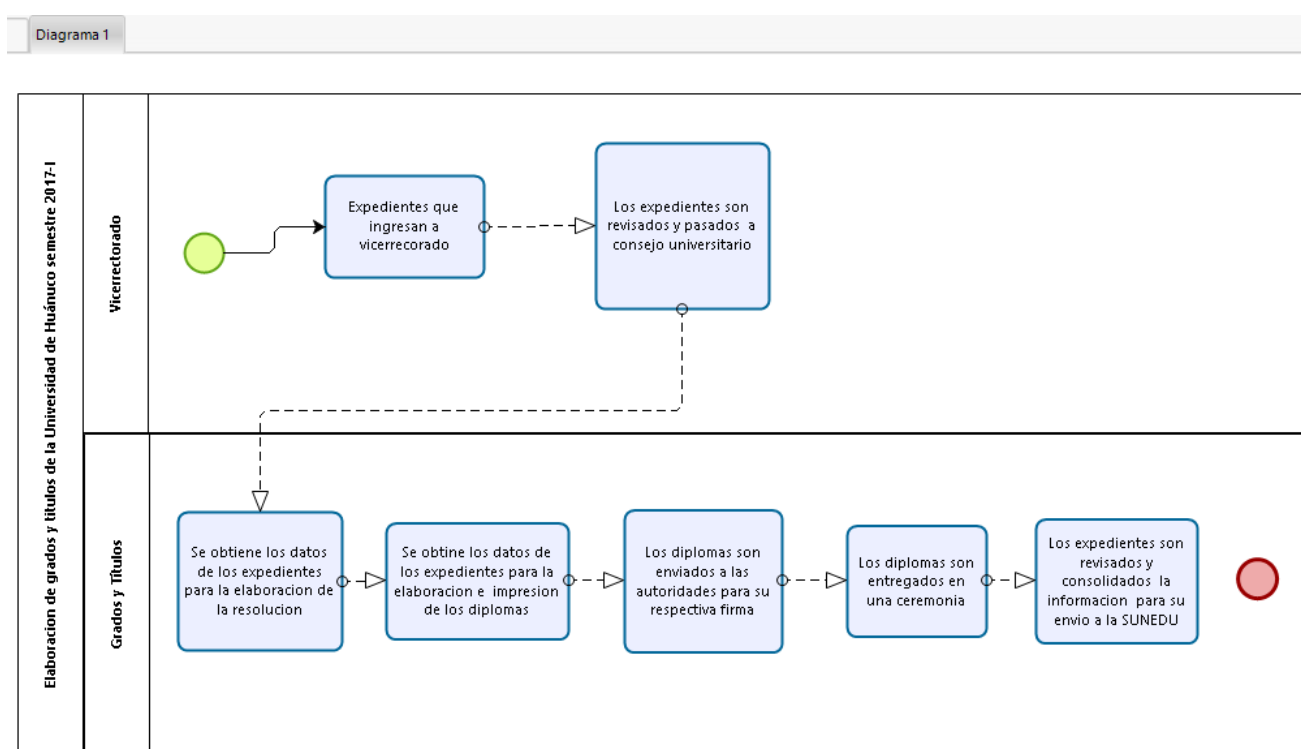 Diagrama 1
Elaboracion de grados y titulos de la Universidad de Huánuco semestre 2017-I
Vicerrectorado
Expedientes que
ingresan a
vicerrecorado
Los expedientes son
revisados y pasados a
consejo universitario
Grados y Títulos
Se obtiene los datos
de los expedientes
para la elaboracion de
la resolucion
Se obtine los datos de
los expedientes para la
elaboracion e impresion
de los diplomas
Los diplomas son
enviados a las
autoridades para su
respectiva firma
Los diplomas son
entregados en
una ceremonia
Los expedientes son
revisados y
consolidados la
informacion para su
envio a la SUNEDU